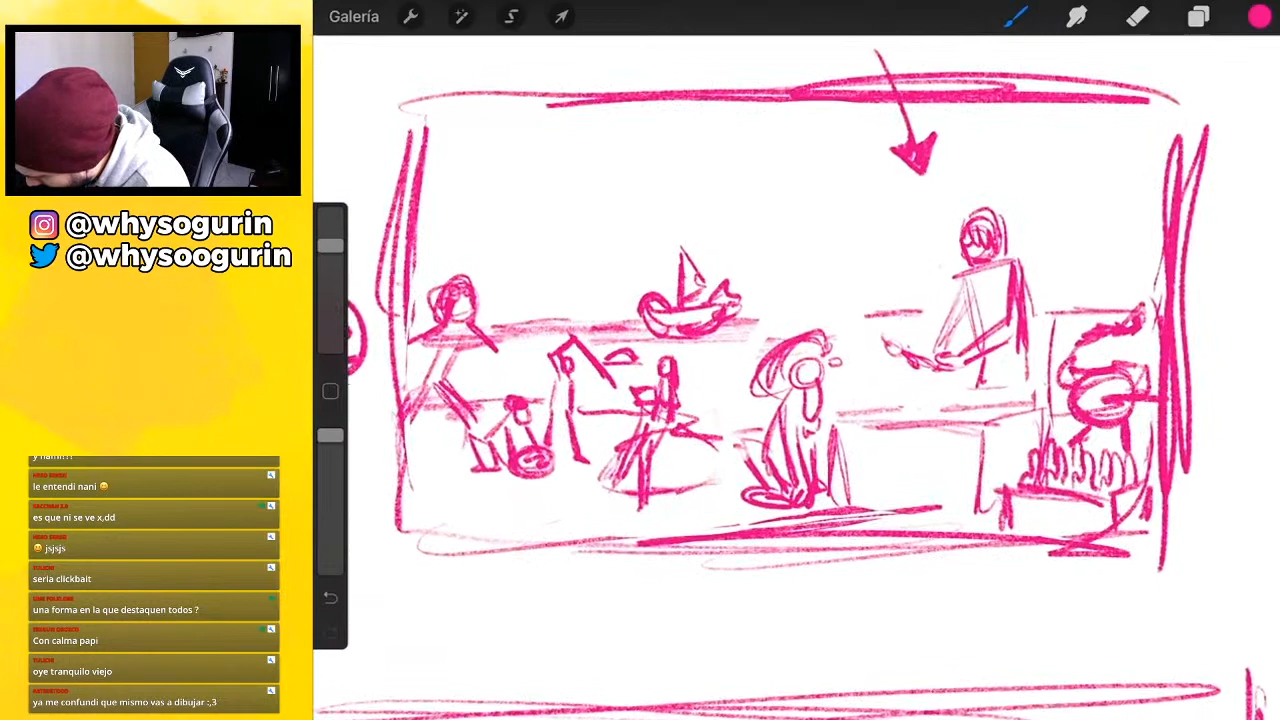 Galería
@whysogurin
@whysoogurin
le entendi nani
es que ni se ve x,dd
jsjsjs
seria clickbait
una forma en la que destaquen todos ?
Con calma papi
oye tranquilo viejo
ya me confundi que mismo vas a dibujar :,3